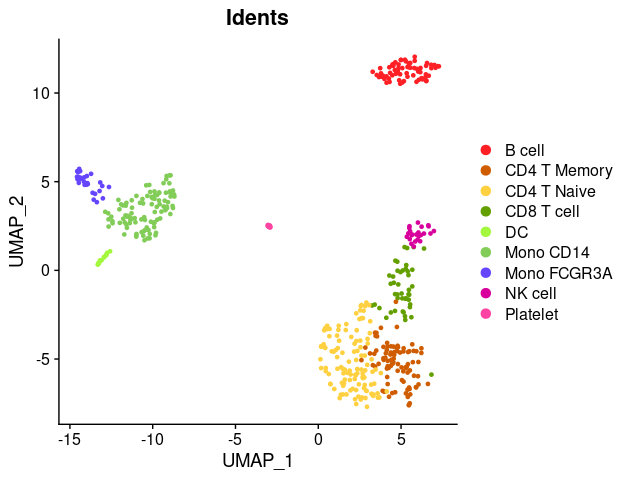 Idents
UMAP_2
10
5
0
-5
-15
-10
-5
0
5
UMAP_1
B cell
CD4 T Memory
CD4 T Naive
CD8 T cell
DC
Mono CD14
Mono FCGR3A
NK cell
Platelet